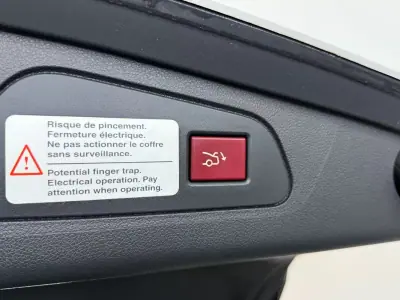 Risque de pincement.
Fermeture électrique.
Ne pas actionner le coffre
sans surveillance.
Potential finger trap.
Electrical operation. Pay
attention when operating.